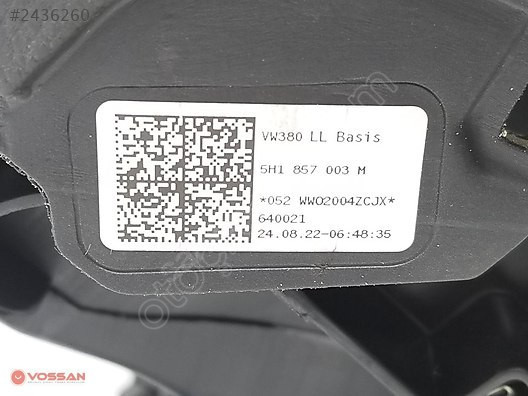 #2436260
VW380 LL Basis
5H1 857 003 M
*052 WWO2004ZCJX*
640021
24.08.22-06:48:35
VOSSAN